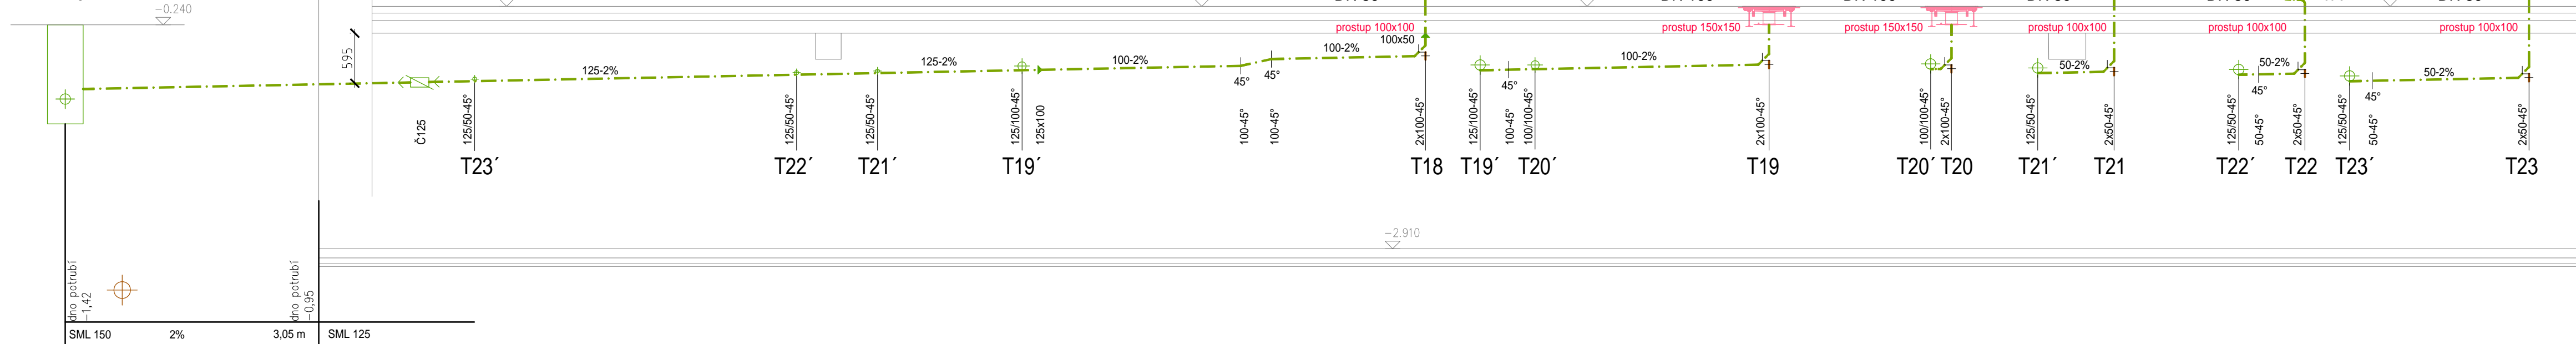 -0.240
prostup 100x100
prostup 150x150
prostup 150x150
prostup 100x100
prostup 100x100
prostup 100x100
595
100x50
125-2%
125-2%
100-2%
100-2%
100-2%
50-2%
50-2%
50-2%
45°
45°
45°
45°
45°
Č125
125/50-45°
125/50-45°
125/50-45°
125/100-45°
125x100
100-45°
100-45°
2x100-45°
125/100-45°
100-45°
100/100-45°
2x100-45°
100/100-45°
2x100-45°
125/50-45°
2x50-45°
125/50-45°
50-45°
2x50-45°
125/50-45°
50-45°
2x50-45°
T23´
T22´
T21´
T19´
T18
T19´
T20´
T19
T20´
T20
T21´
T21
T22´
T22
T23´
T23
-2.910
dno potrubí
-1,42
dno potrubí
-0,95
SML 150
2%
3,05 m
SML 125